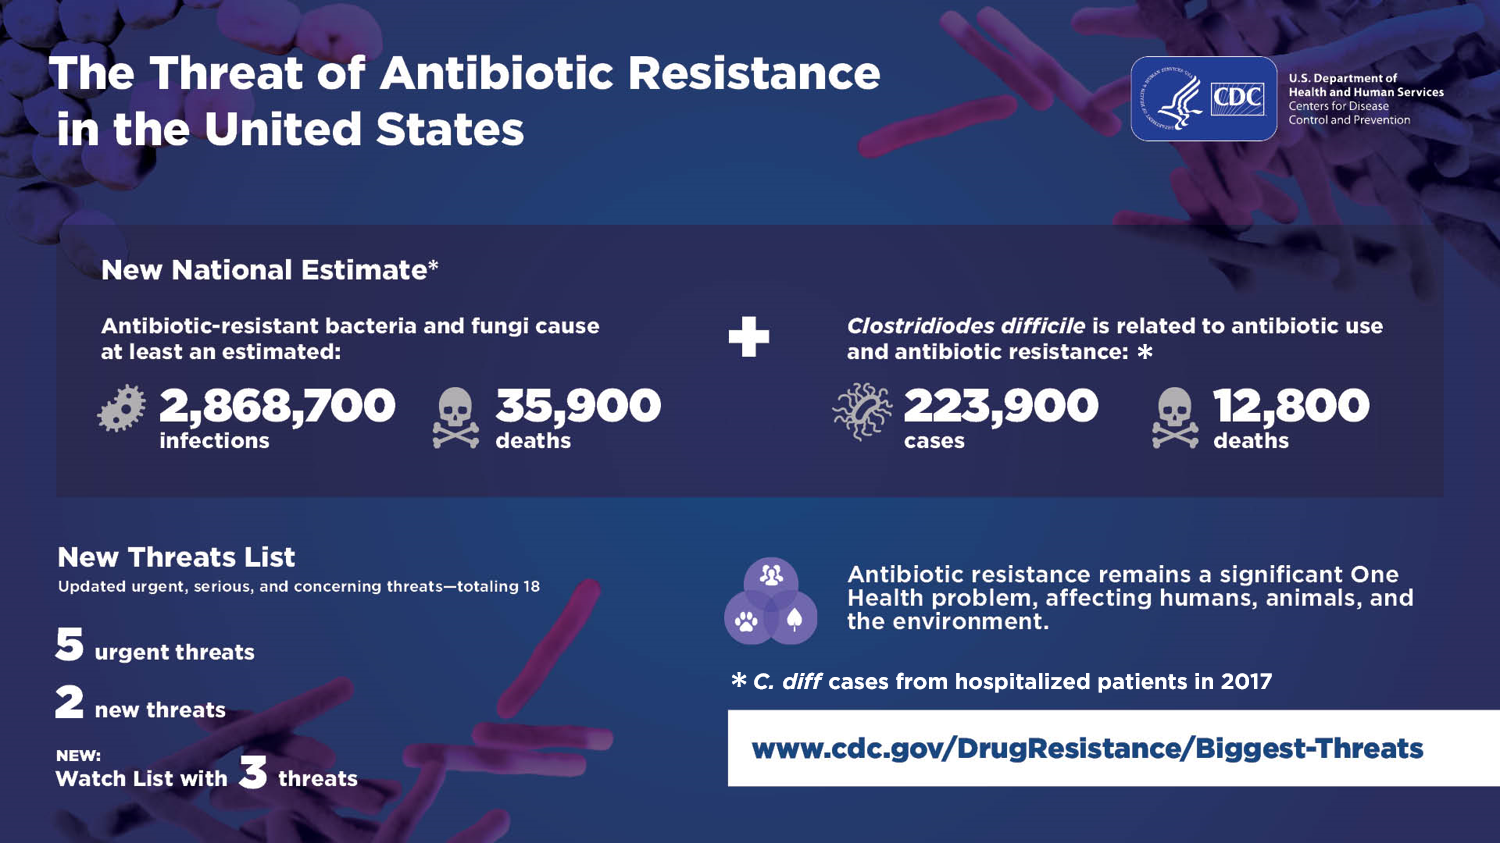 The Threat of Antibiotic Resistance
in the United States
CDC
U.S. Department of
Health and Human Services
Centers for Disease
Control and Prevention
New National Estimate*
Antibiotic-resistant bacteria and fungi cause
at least an estimated:
2,868,700
infections
35,900
deaths
+
Clostridiodes difficile is related to antibiotic use
and antibiotic resistance: *
223,900
cases
12,800
deaths
New Threats List
Updated urgent, serious, and concerning threats—totaling 18
5 urgent threats
2 new threats
NEW:
Watch List with 3 threats
Antibiotic resistance remains a significant One
Health problem, affecting humans, animals, and
the environment.
* C. diff cases from hospitalized patients in 2017
www.cdc.gov/DrugResistance/Biggest-Threats